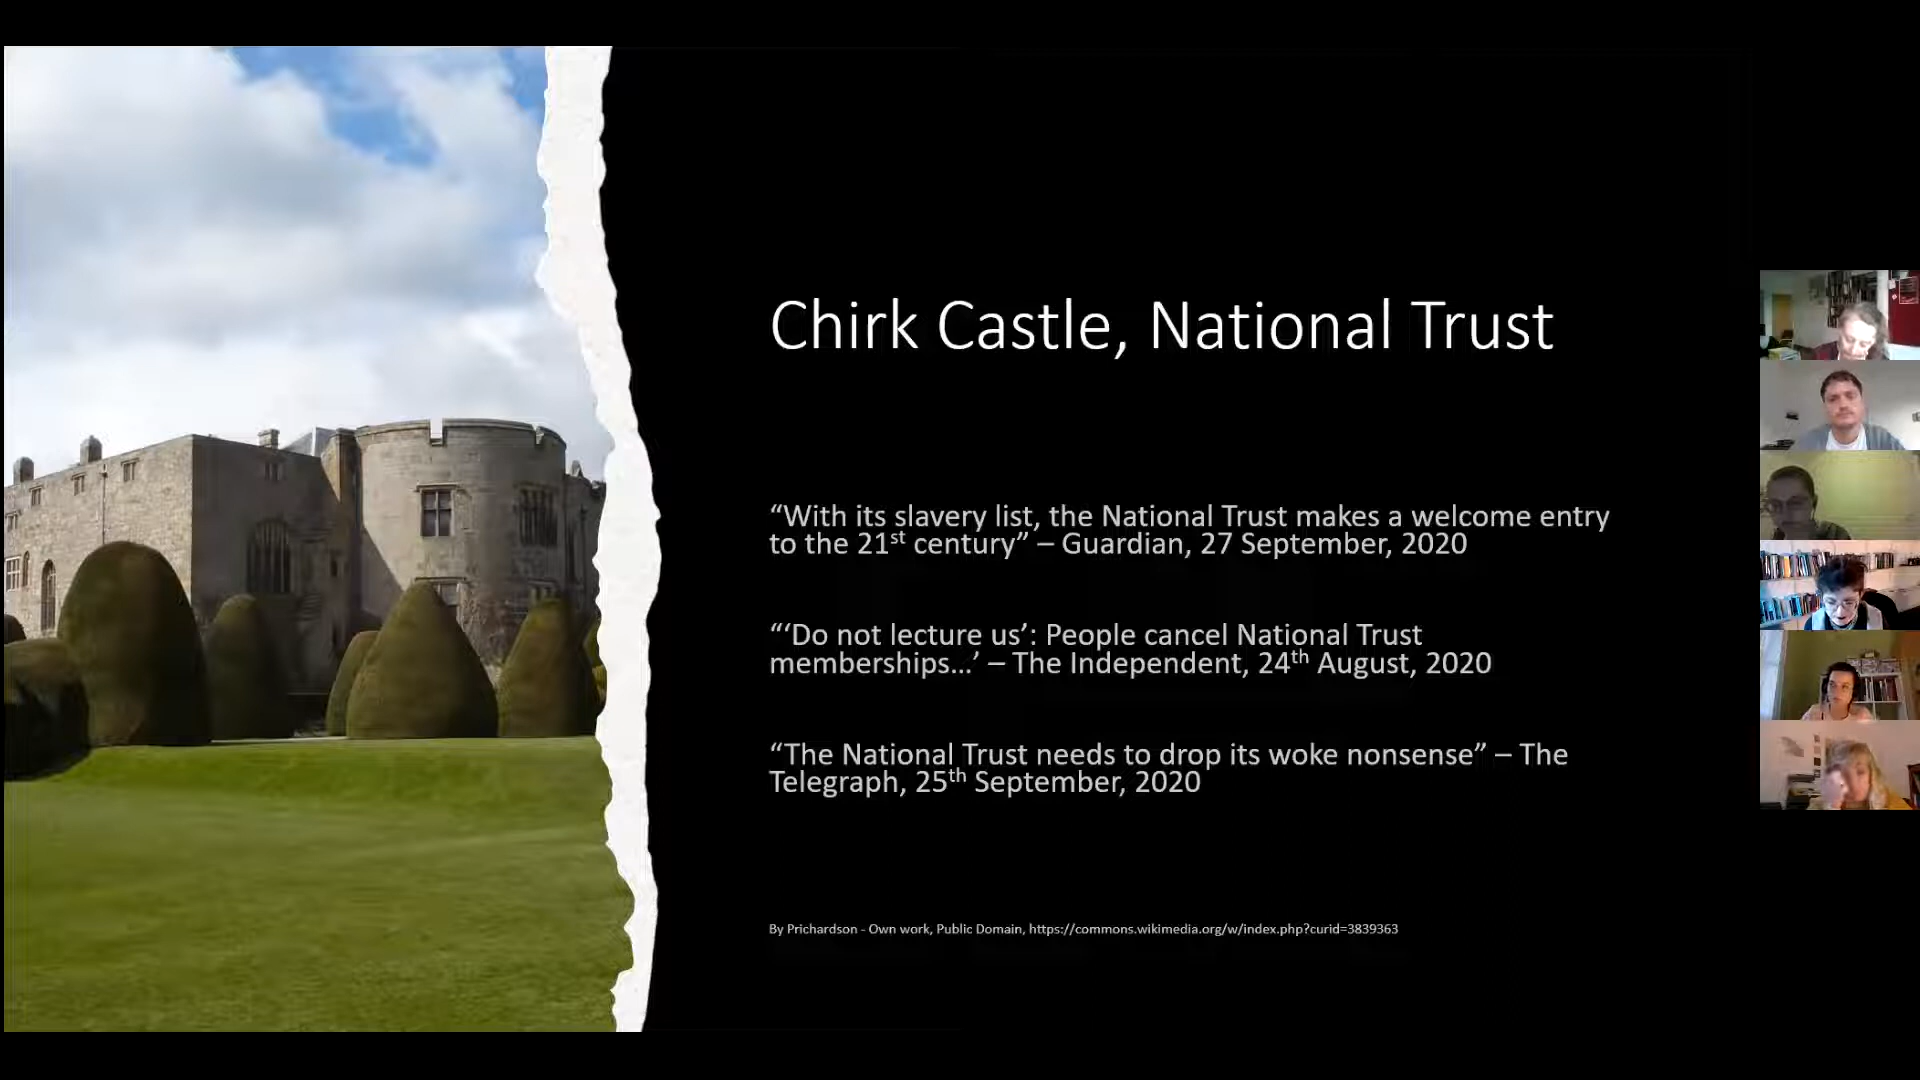 Chirk Castle, National Trust
“With its slavery list, the National Trust makes a welcome entry
to the 21st century” – Guardian, 27 September, 2020
“‘Do not lecture us’: People cancel National Trust
memberships...’ – The Independent, 24th August, 2020
“The National Trust needs to drop its woke nonsense” – The
Telegraph, 25th September, 2020
By Prichardson - Own work, Public Domain, https://commons.wikimedia.org/w/index.php?curid=3839363